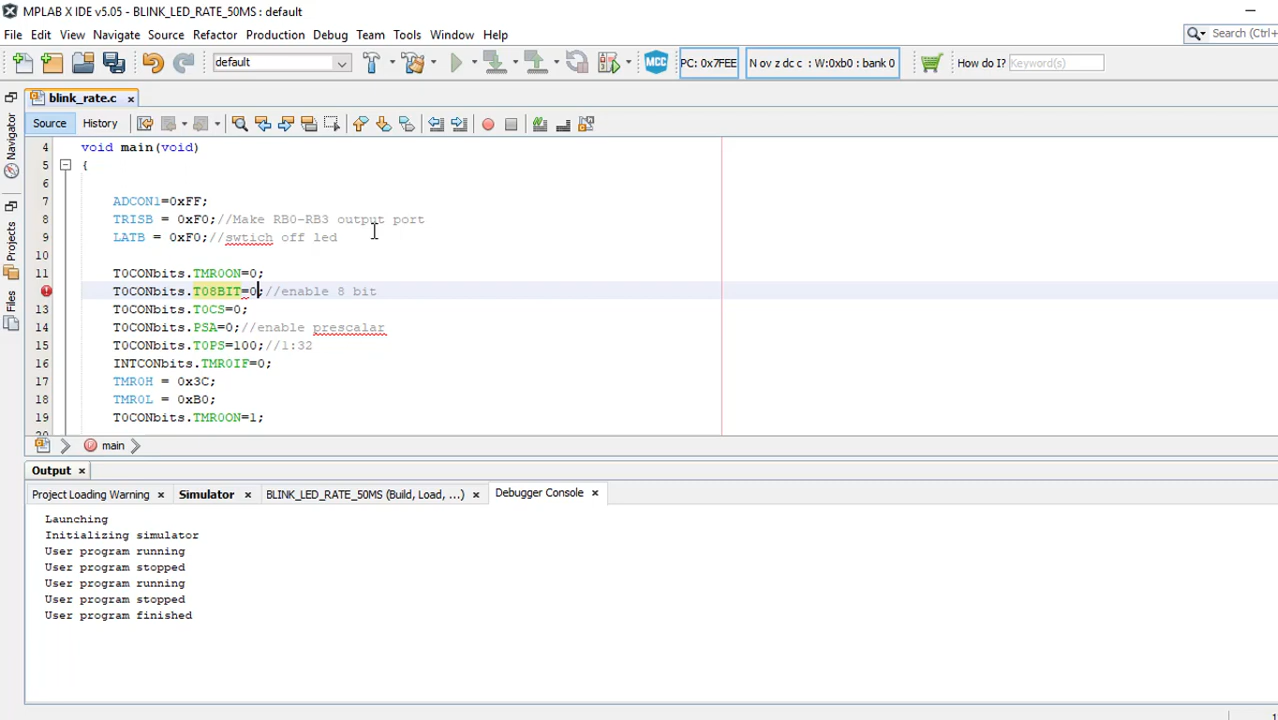 MPLAB X IDE v5.05 - BLINK_LED_RATE_50MS : default
File Edit View Navigate Source Refactor Production Debug Team Tools Window Help
Search (Ctrl+
default
MCC
PC: 0x7FEE
N ov z dc c : W:0xb0 : bank 0
How do I?
Keyword(s)
blink_rate.c
Source History
Navigator
Projects
Files
4 void main(void)
5 {
6
7 ADCON1=0xFF;
8 TRISB = 0xF0;//Make RB0-RB3 output port
9 LATB = 0xF0;//swtich off led
10
11 T0CONbits.TMR0ON=0;
T0CONbits.T08BIT=0;//enable 8 bit
13 T0CONbits.T0CS=0;
14 T0CONbits.PSA=0;//enable prescalar
15 T0CONbits.T0PS=100;//1:32
16 INTCONbits.TMR0IF=0;
17 TMR0H = 0x3C;
18 TMR0L = 0xB0;
19 T0CONbits.TMR0ON=1;
20
main
Output
Project Loading Warning Simulator BLINK_LED_RATE_50MS (Build, Load, ...) Debugger Console
Launching
Initializing simulator
User program running
User program stopped
User program running
User program stopped
User program finished